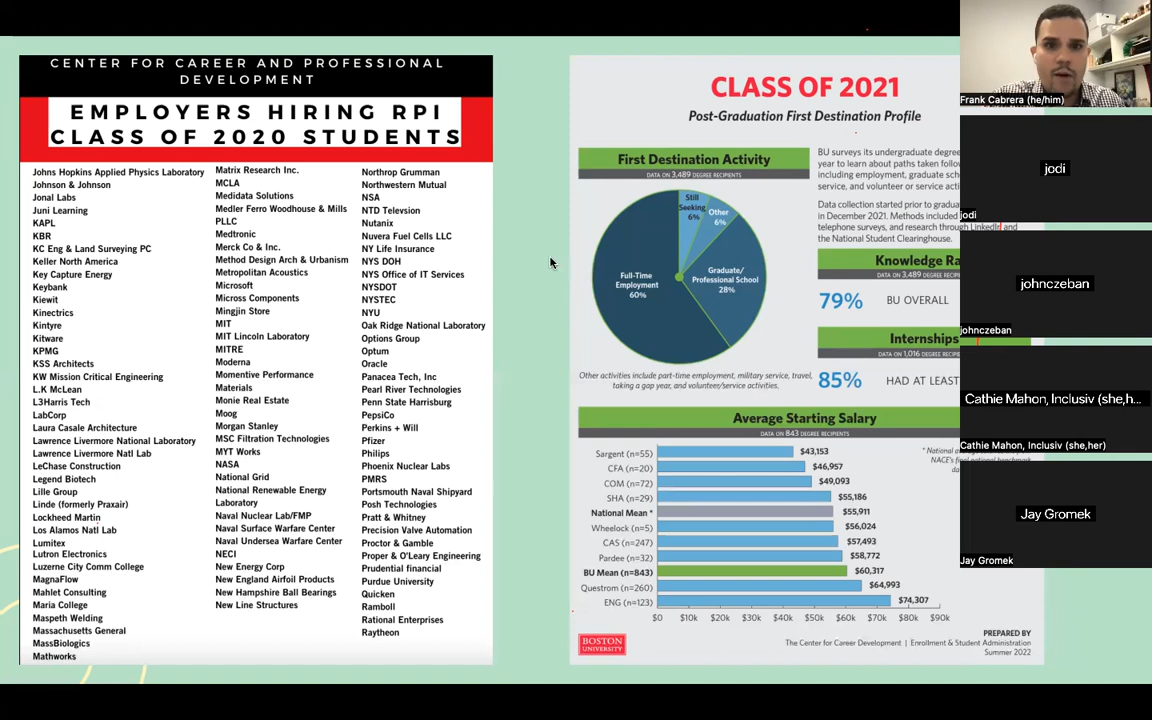 CENTER FOR CAREER AND PROFESSIONAL
DEVELOPMENT
EMPLOYERS HIRING RPI
CLASS OF 2020 STUDENTS
Johns Hopkins Applied Physics Laboratory
Johnson & Johnson
Jonal Labs
Juni Learning
KAPL
KBR
KC Eng & Land Surveying PC
Keller North America
Key Capture Energy
Keybank
Kiewit
Kinectrics
Kintyre
Kitware
KPMG
KSS Architects
KW Mission Critical Engineering
L.K McLean
L3Harris Tech
LabCorp
Laura Casale Architecture
Lawrence Livermore National Laboratory
Lawrence Livermore Natl Lab
LeChase Construction
Legend Biotech
Lille Group
Linde (formerly Praxair)
Lockheed Martin
Los Alamos Natl Lab
Lumitex
Lutron Electronics
Luzerne City Comm College
MagnaFlow
Mahlet Consulting
Maria College
Maspeth Welding
Massachusetts General
MassBiologics
Mathworks
Matrix Research Inc.
MCLA
Medidata Solutions
Medler Ferro Woodhouse & Mills
PLLC
Medtronic
Merck Co & Inc.
Method Design Arch & Urbanism
Metropolitan Acoustics
Microsoft
Micross Components
Mingjin Store
MIT
MIT Lincoln Laboratory
MITRE
Moderna
Momentive Performance
Materials
Monie Real Estate
Moog
Morgan Stanley
MSC Filtration Technologies
MYT Works
NASA
National Grid
National Renewable Energy
Laboratory
Naval Nuclear Lab/FMP
Naval Surface Warfare Center
Naval Undersea Warfare Center
NECI
New Energy Corp
New England Airfoil Products
New Hampshire Ball Bearings
New Line Structures
Northrop Grumman
Northwestern Mutual
NSA
NTD Televsion
Nutanix
Nuvera Fuel Cells LLC
NY Life Insurance
NYS DOH
NYS Office of IT Services
NYSDOT
NYSTEC
NYU
Oak Ridge National Laboratory
Options Group
Optum
Oracle
Panacea Tech, Inc
Pearl River Technologies
Penn State Harrisburg
PepsiCo
Perkins + Will
Pfizer
Philips
Phoenix Nuclear Labs
PMRS
Portsmouth Naval Shipyard
Posh Technologies
Pratt & Whitney
Precision Valve Automation
Proctor & Gamble
Proper & O'Leary Engineering
Prudential financial
Purdue University
Quicken
Ramboll
Rational Enterprises
Raytheon
CLASS OF 2021
Post-Graduation First Destination Profile
First Destination Activity
DATA ON 3,489 DEGREE RECIPIENTS
Still
Seeking
6%
Other
6%
Full-Time
Employment
60%
Graduate/
Professional School
28%
Other activities include part-time employment, military service, travel,
taking a gap year, and volunteer/service activities.
BU surveys its undergraduate degree
year to learn about paths taken follow
including employment, graduate scho
service, and volunteer or service acti
Data collection started prior to graduat
in December 2021. Methods included
telephone surveys, and research through LinkedIn and
the National Student Clearinghouse.
Knowledge Ra
DATA ON 3,489 DEGREE RECIPIE
79% BU OVERALL
Internships
DATA ON 1,016 DEGREE RECIPIE
85% HAD AT LEAST
Average Starting Salary
DATA ON 843 DEGREE RECIPIENTS
Sargent (n=55) $43,153
CFA (n=20) $46,957
COM (n=72) $49,093
SHA (n=29) $55,186
National Mean * $55,911
Wheelock (n=5) $56,024
CAS (n=247) $57,493
Pardee (n=32) $58,772
BU Mean (n=843) $60,317
Questrom (n=260) $64,993
ENG (n=123) $74,307
$0 $10k $20k $30k $40k $50k $60k $70k $80k $90k
* National
NACE's
BOSTON
UNIVERSITY
PREPARED BY
The Center for Career Development | Enrollment & Student Administration
Summer 2022
Frank Cabrera (he/him)
jodi
jodi
johnczeban
johnczeban
Cathie Mahon, Inclusiv (she,h...
Cathie Mahon, Inclusiv (she,her)
Jay Gromek
Jay Gromek